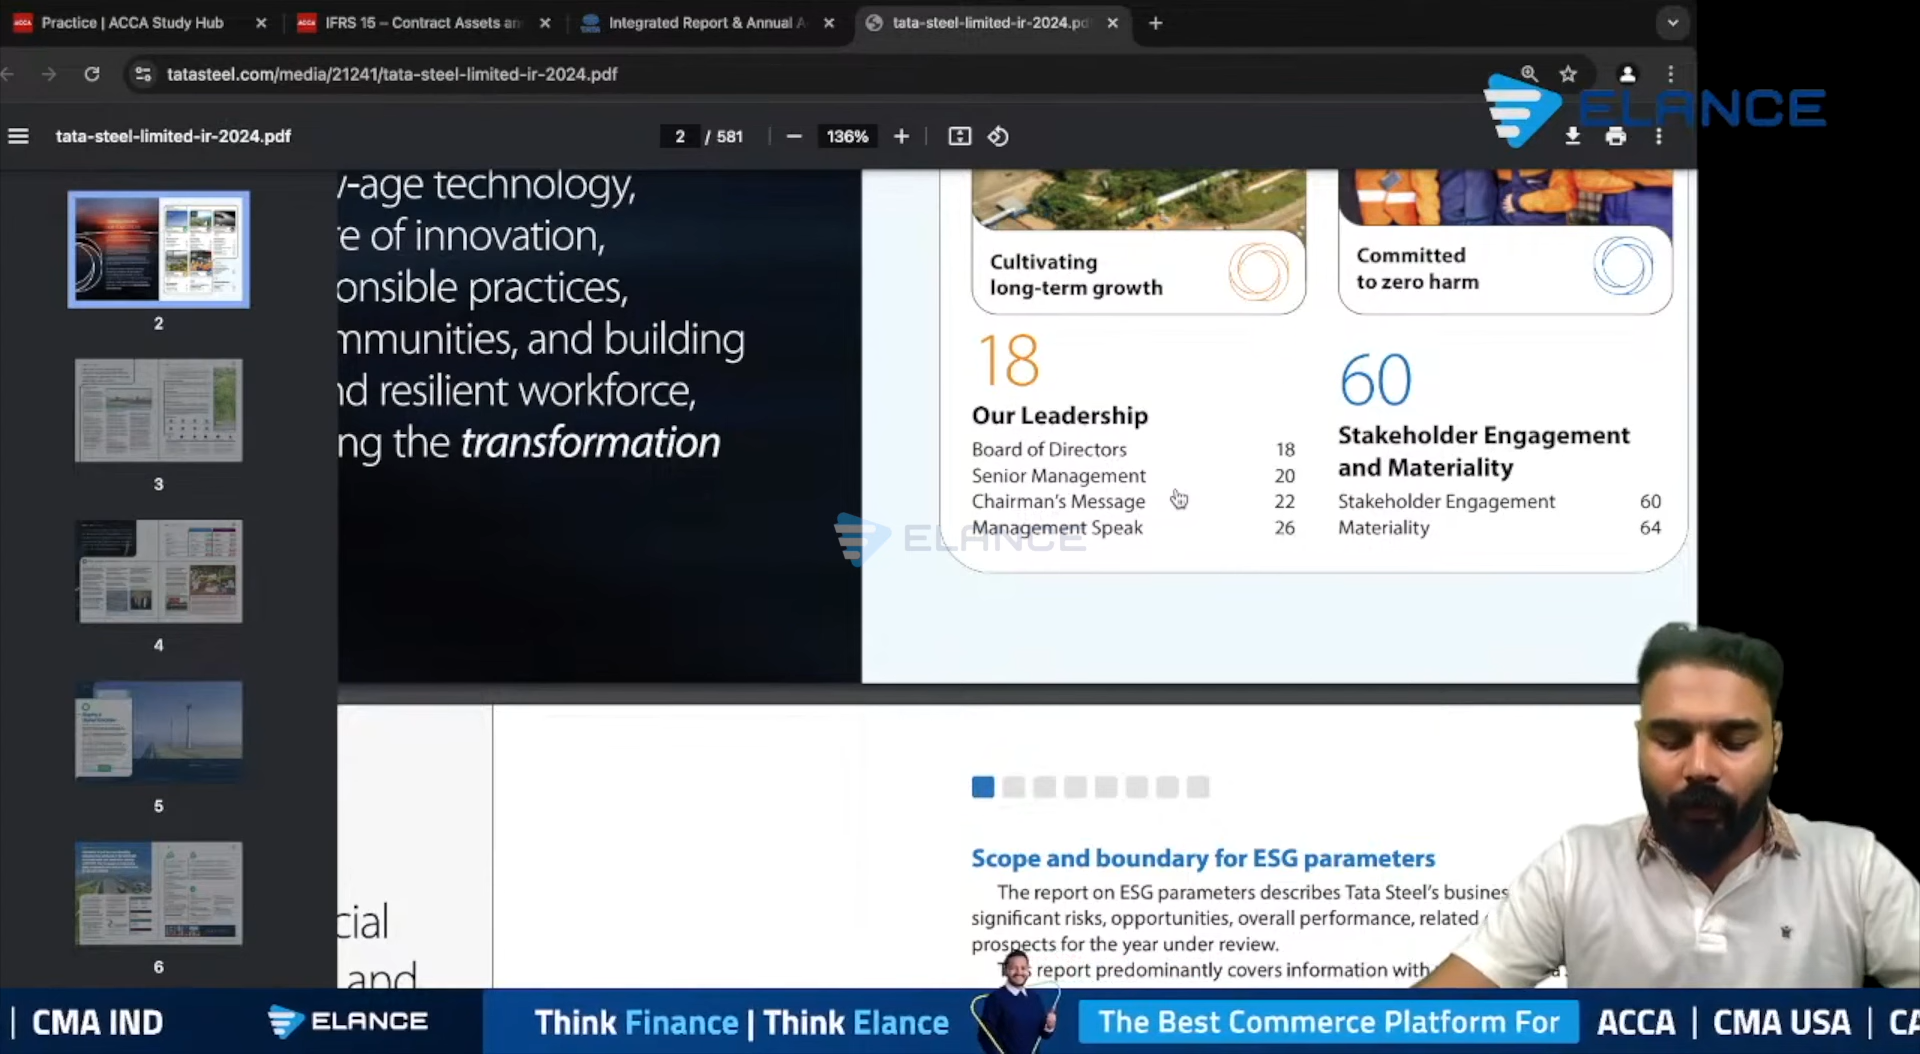 Practice | ACCA Study Hub
IFRS 15 – Contract Assets an
Integrated Report & Annual A
tata-steel-limited-ir-2024.pd
tatasteel.com/media/21241/tata-steel-limited-ir-2024.pdf
ELANCE
tata-steel-limited-ir-2024.pdf
2 / 581
136%
-age technology,
re of innovation,
onsible practices,
mmunities, and building
nd resilient workforce,
ng the transformation
Cultivating
long-term growth
18
Our Leadership
Board of Directors 18
Senior Management 20
Chairman's Message 22
Management Speak 26
Committed
to zero harm
60
Stakeholder Engagement
and Materiality
Stakeholder Engagement 60
Materiality 64
ELANCE
2
3
4
5
6
cial
and
Scope and boundary for ESG parameters
The report on ESG parameters describes Tata Steel's busines
significant risks, opportunities, overall performance, related
prospects for the year under review.
report predominantly covers information with
| CMA IND
ELANCE
Think Finance | Think Elance
The Best Commerce Platform For
ACCA | CMA USA | CA